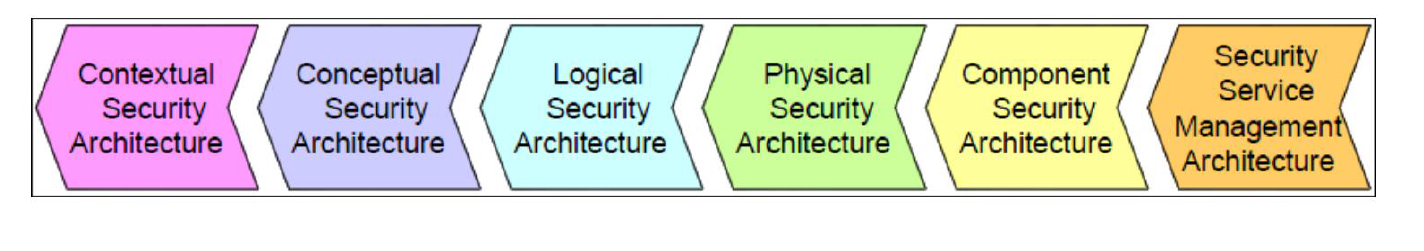 Contextual
Security
Architecture
Conceptual
Security
Architecture
Logical
Security
Architecture
Physical
Security
Architecture
Component
Security
Architecture
Security
Service
Management
Architecture